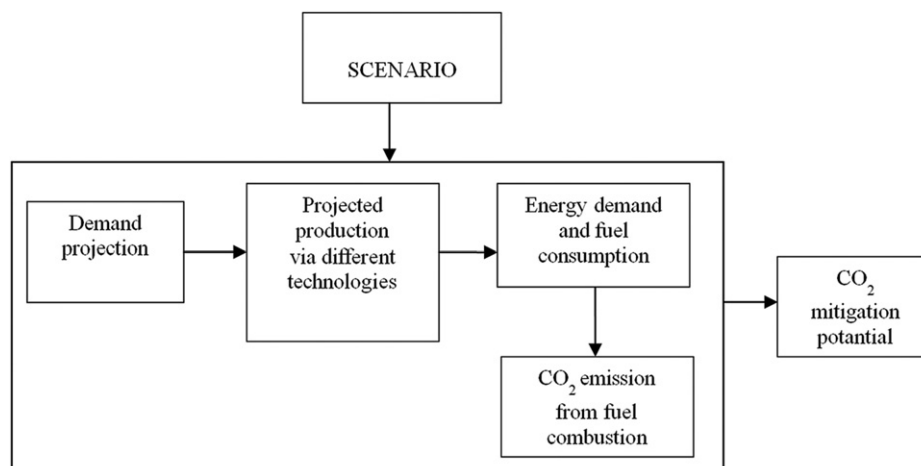 SCENARIO
Demand
projection
Projected
production
via different
technologies
Energy demand
and fuel
consumption
CO₂ emission
from fuel
combustion
CO₂
mitigation
potantial